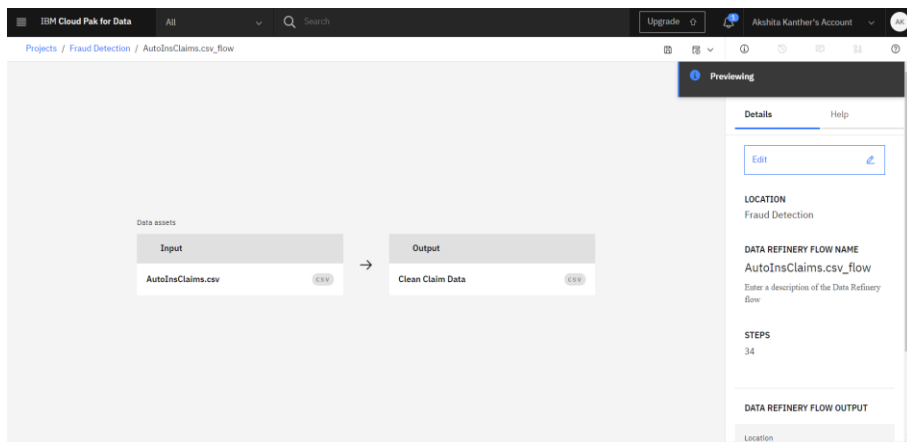 IBM Cloud Pak for Data
All
Search
Upgrade
1
Akshita Kanther's Account
AK
Projects / Fraud Detection / AutoInsClaims.csv_flow
Previewing
Details
Help
Edit
LOCATION
Fraud Detection
DATA REFINERY FLOW NAME
AutoInsClaims.csv_flow
Enter a description of the Data Refinery
flow
STEPS
34
DATA REFINERY FLOW OUTPUT
Location
Data assets
Input
AutoInsClaims.csv
CSV
Output
Clean Claim Data
CSV